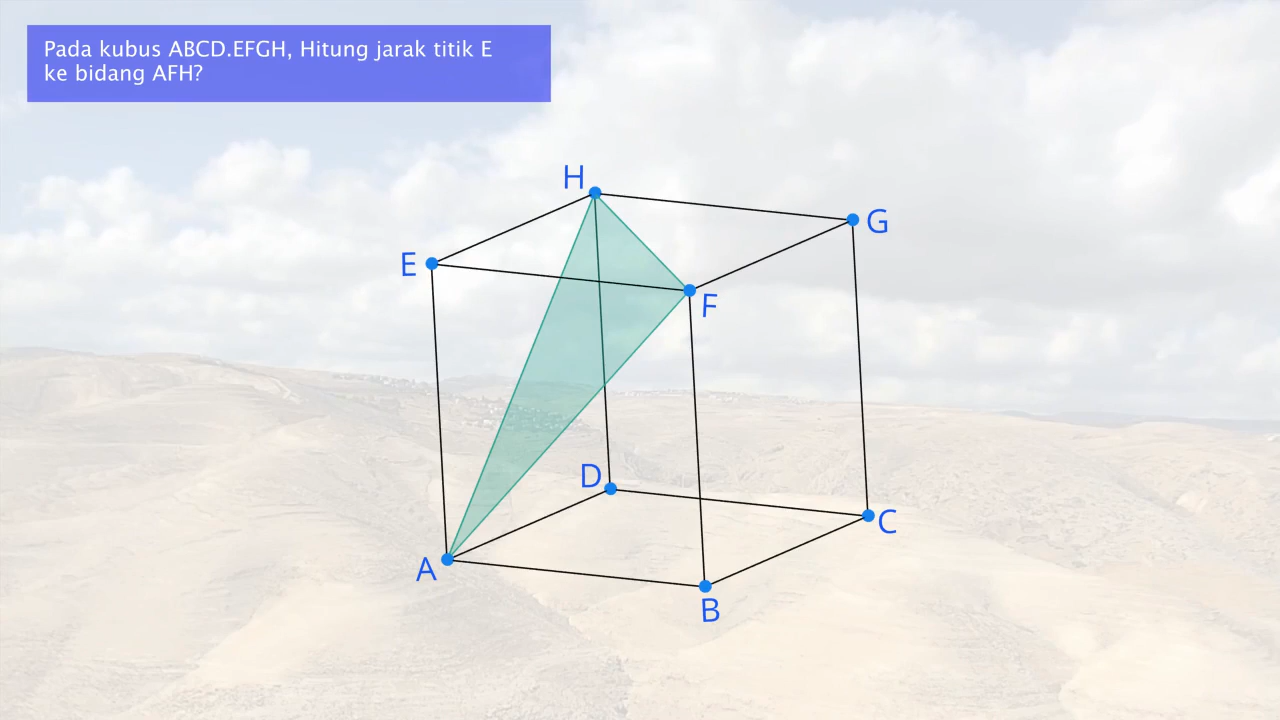 Pada kubus ABCD.EFGH, Hitung jarak titik E
ke bidang AFH?
H
G
E
F
D
C
A
B